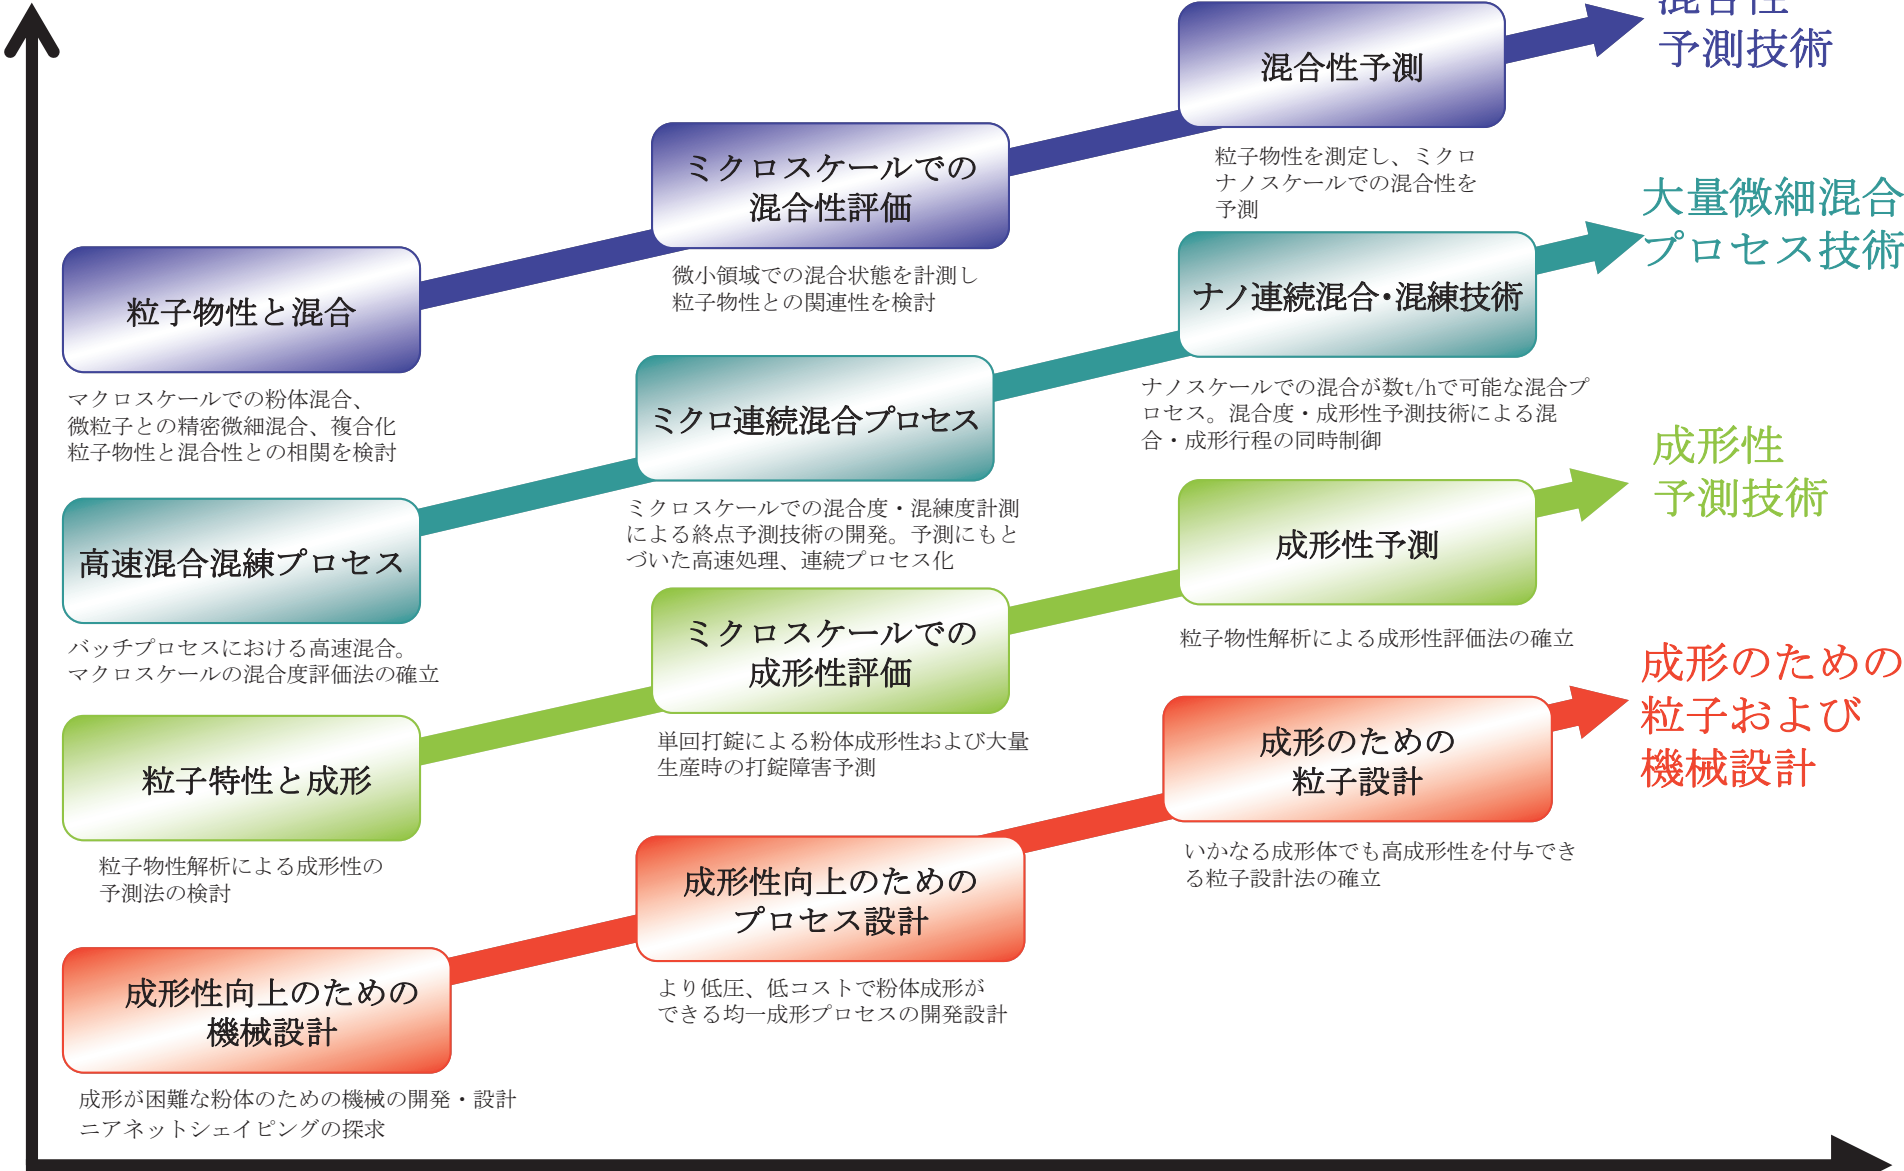 混合性
予測技術
混合性予測
粒子物性を測定し、ミクロ
ナノスケールでの混合性を
予測
ミクロスケールでの
混合性評価
微小領域での混合状態を計測し
粒子物性との関連性を検討
粒子物性と混合
マクロスケールでの粉体混合、
微粒子との精密微細混合、複合化
粒子物性と混合性との相関を検討
大量微細混合
プロセス技術
ナノ連続混合・混練技術
ナノスケールでの混合が数t/hで可能な混合プ
ロセス。混合度・成形性予測技術による混
合・成形行程の同時制御
ミクロ連続混合プロセス
ミクロスケールでの混合度・混練度計測
による終点予測技術の開発。予測にもと
づいた高速処理、連続プロセス化
高速混合混練プロセス
バッチプロセスにおける高速混合。
マクロスケールの混合度評価法の確立
成形性
予測技術
成形性予測
粒子物性解析による成形性評価法の確立
ミクロスケールでの
成形性評価
単回打錠による粉体成形性および大量
生産時の打錠障害予測
粒子特性と成形
粒子物性解析による成形性の
予測法の検討
成形のための
粒子および
機械設計
成形のための
粒子設計
いかなる成形体でも高成形性を付与でき
る粒子設計法の確立
成形性向上のための
プロセス設計
より低圧、低コストで粉体成形が
できる均一成形プロセスの開発設計
成形性向上のための
機械設計
成形が困難な粉体のための機械の開発・設計
ニアネットシェイピングの探求